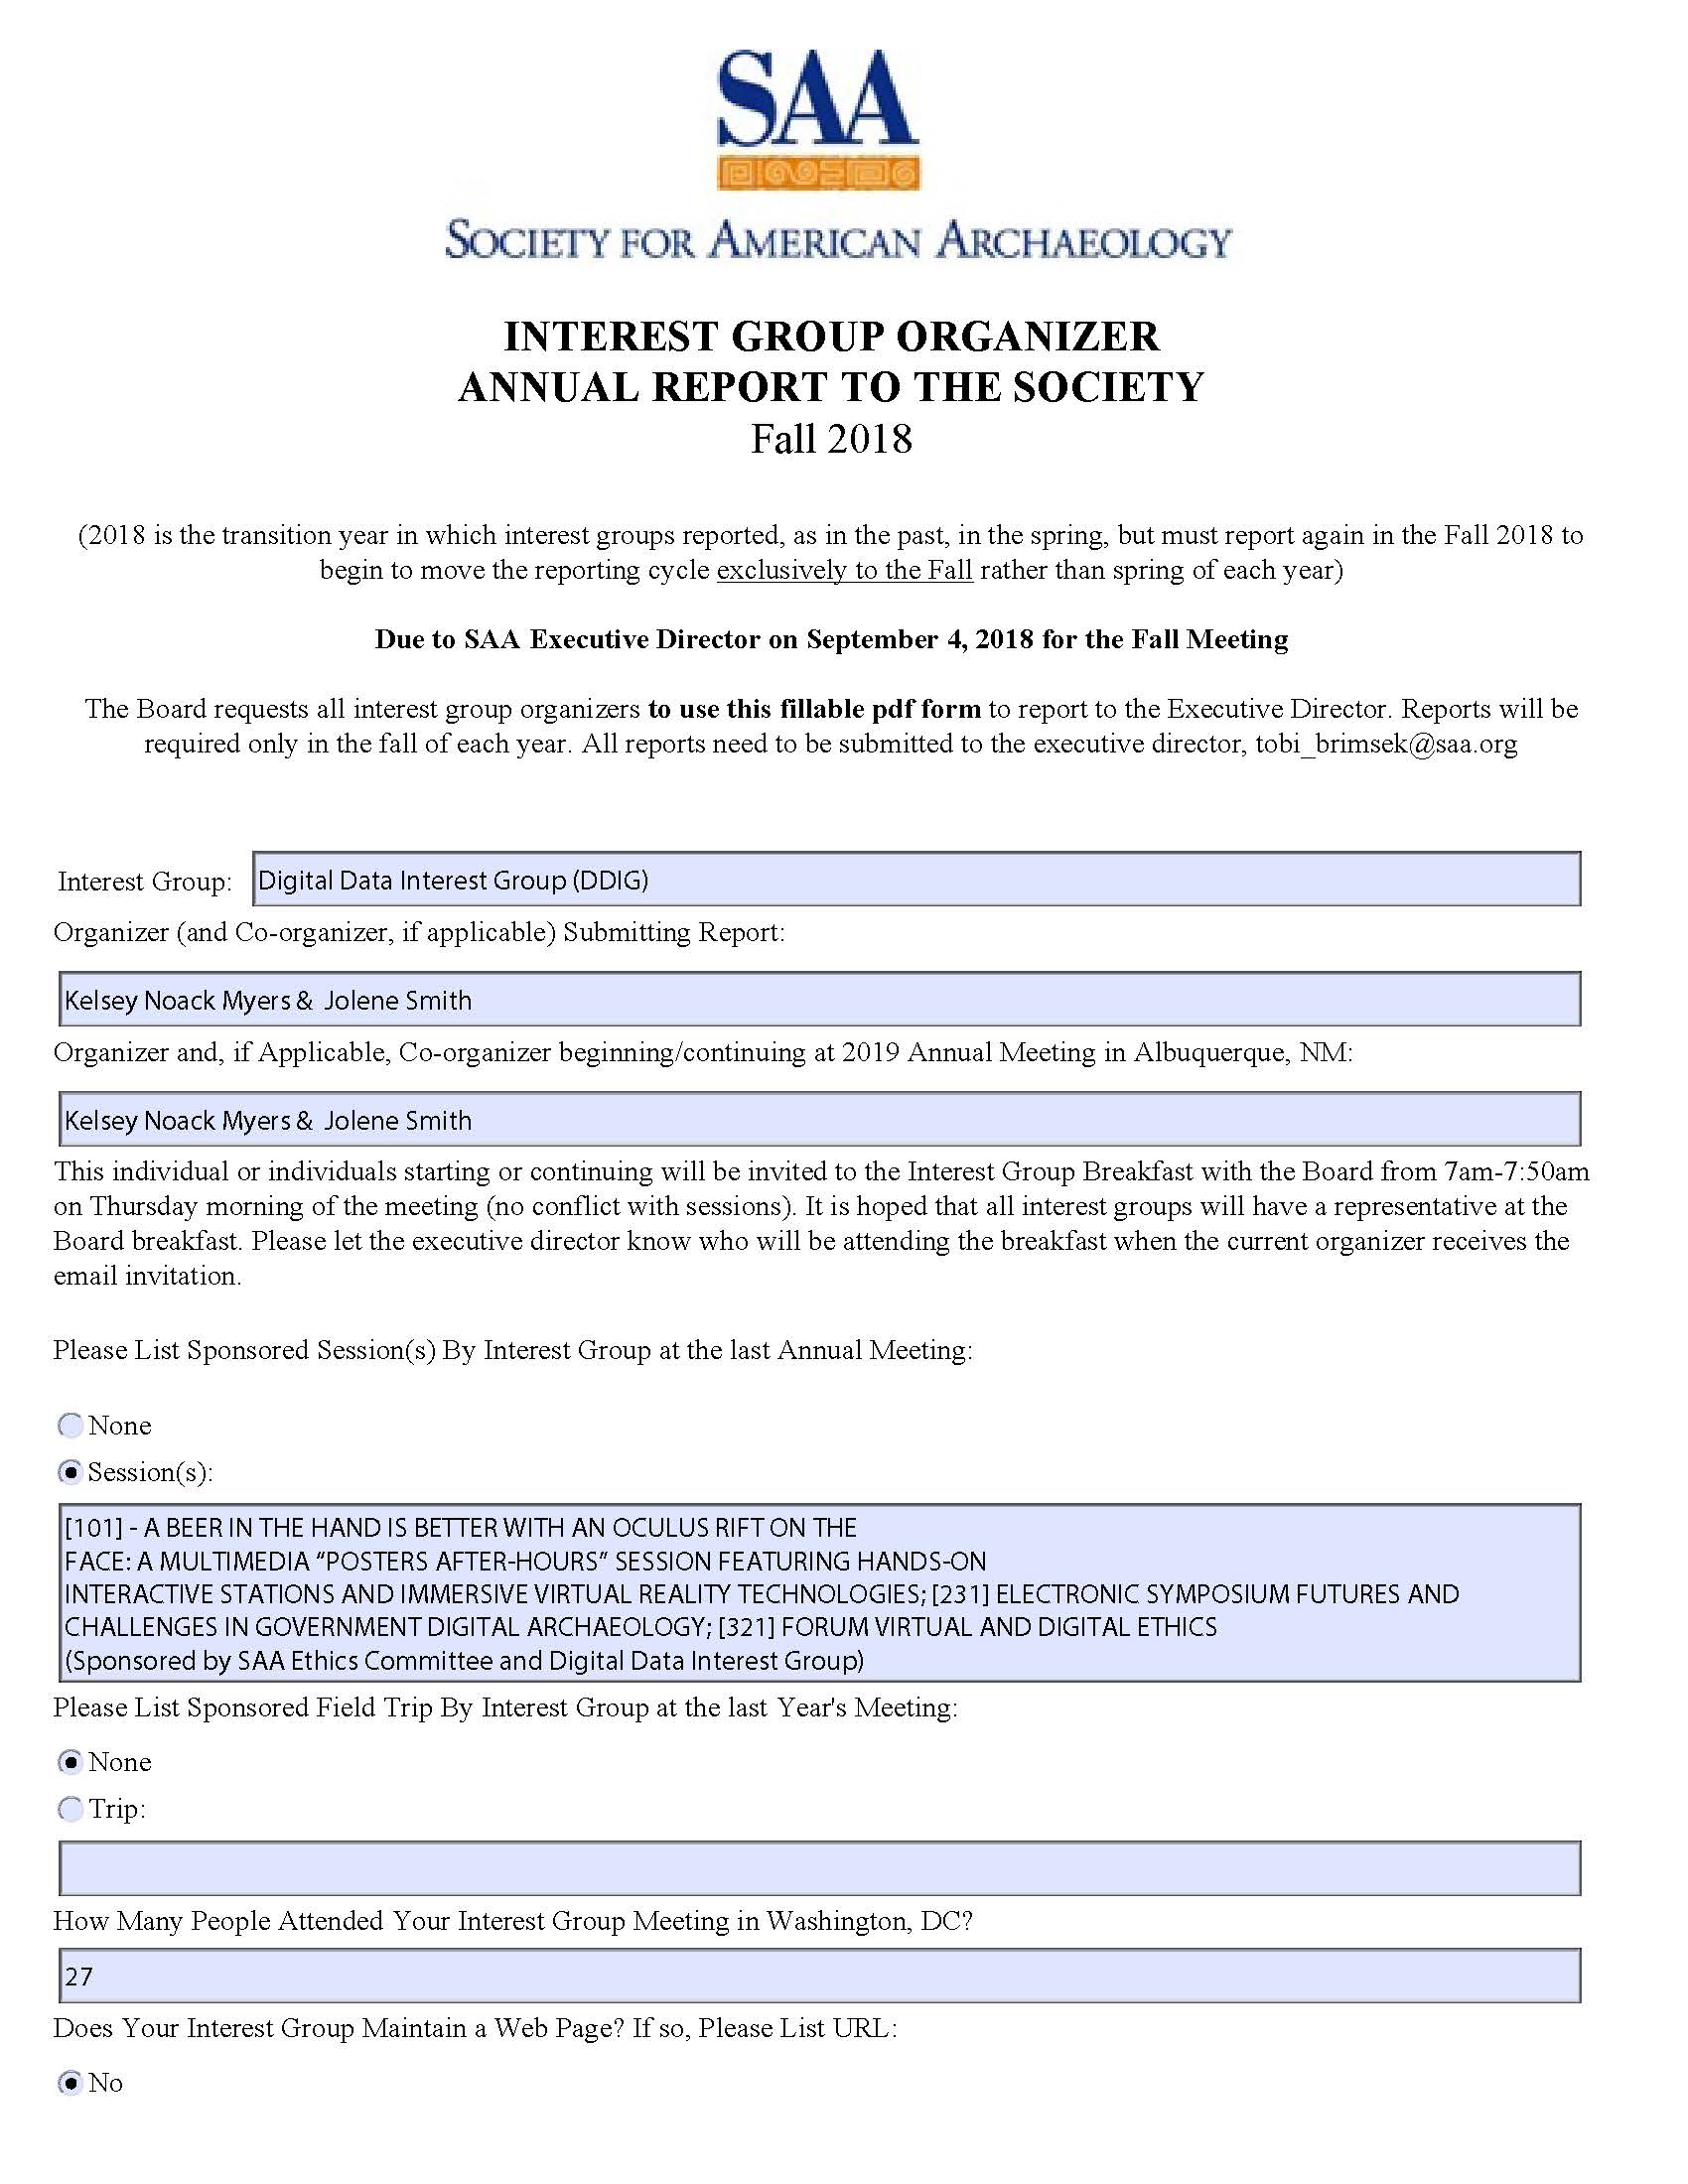 SAA
SOCIETY FOR AMERICAN ARCHAEOLOGY
INTEREST GROUP ORGANIZER
ANNUAL REPORT TO THE SOCIETY
Fall 2018
(2018 is the transition year in which interest groups reported, as in the past, in the spring, but must report again in the Fall 2018 to
begin to move the reporting cycle exclusively to the Fall rather than spring of each year)
Due to SAA Executive Director on September 4, 2018 for the Fall Meeting
The Board requests all interest group organizers to use this fillable pdf form to report to the Executive Director. Reports will be
required only in the fall of each year. All reports need to be submitted to the executive director, tobi_brimsek@saa.org
Interest Group: Digital Data Interest Group (DDIG)
Organizer (and Co-organizer, if applicable) Submitting Report:
Kelsey Noack Myers & Jolene Smith
Organizer and, if Applicable, Co-organizer beginning/continuing at 2019 Annual Meeting in Albuquerque, NM:
Kelsey Noack Myers & Jolene Smith
This individual or individuals starting or continuing will be invited to the Interest Group Breakfast with the Board from 7am-7:50am
on Thursday morning of the meeting (no conflict with sessions). It is hoped that all interest groups will have a representative at the
Board breakfast. Please let the executive director know who will be attending the breakfast when the current organizer receives the
email invitation.
Please List Sponsored Session(s) By Interest Group at the last Annual Meeting:
None
Session(s):
[101] - A BEER IN THE HAND IS BETTER WITH AN OCULUS RIFT ON THE
FACE: A MULTIMEDIA “POSTERS AFTER-HOURS” SESSION FEATURING HANDS-ON
INTERACTIVE STATIONS AND IMMERSIVE VIRTUAL REALITY TECHNOLOGIES; [231] ELECTRONIC SYMPOSIUM FUTURES AND
CHALLENGES IN GOVERNMENT DIGITAL ARCHAEOLOGY; [321] FORUM VIRTUAL AND DIGITAL ETHICS
(Sponsored by SAA Ethics Committee and Digital Data Interest Group)
Please List Sponsored Field Trip By Interest Group at the last Year's Meeting:
None
Trip:
How Many People Attended Your Interest Group Meeting in Washington, DC?
27
Does Your Interest Group Maintain a Web Page? If so, Please List URL:
No